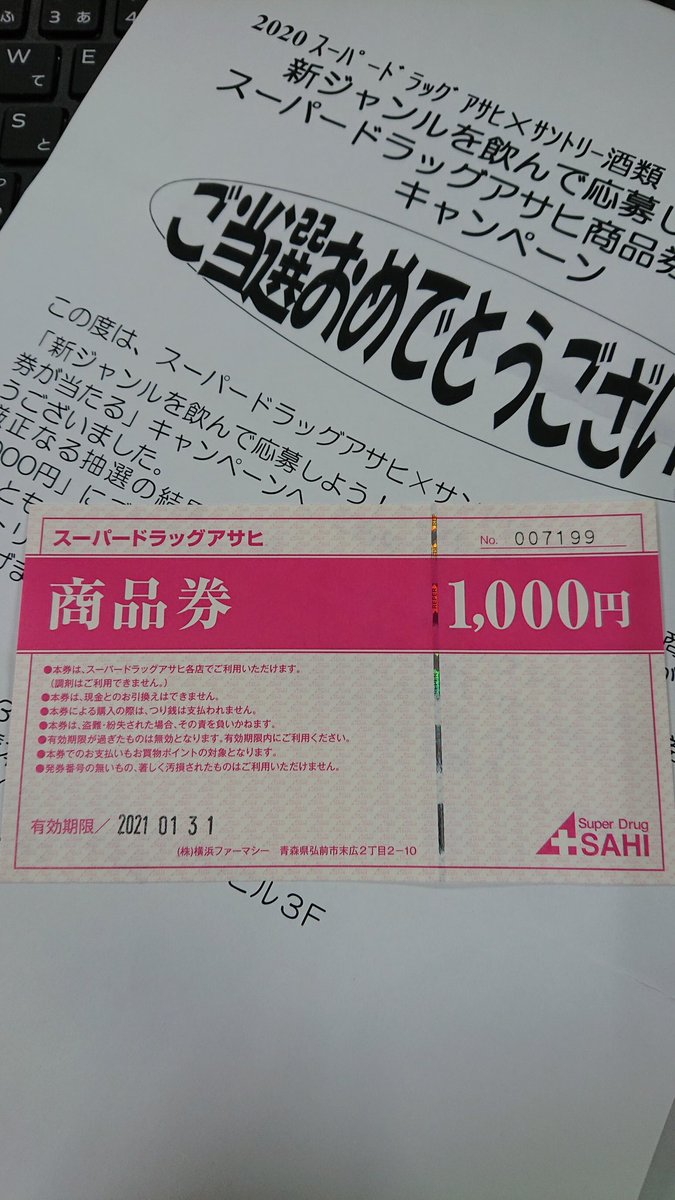 ふ
3 あ
4
W
E
て
S
と
2020 ｽｰﾊﾟｰﾄﾞﾗｯｸﾞｱｻﾋ×サントリー酒類
新ジャンルを飲んで応募し
スーパードラッグアサヒ商品券
キャンペーン
ご当選おめでとうござい
この度は、スーパードラッグアサヒ×サン
「新ジャンルを飲んで応募しよう！
券が当たる」キャンペーンへ
うございました。
正なる抽選の結
000円」に
とも
スーパードラッグアサヒ
No. 007199
商品券
1,000円
●本券は、スーパードラッグアサヒ各店でご利用いただけます。
（調剤はご利用できません。）
●本券は、現金とのお引換えはできません。
●本券による購入の際は、つり銭は支払われません。
●本券は、盗難・紛失された場合、その責を負いかねます。
●有効期限が過ぎたものは無効となります。有効期限内にご利用ください。
●本券でのお支払いもお買物ポイントの対象となります。
●発券番号の無いもの、著しく汚損されたものはご利用いただけません。
有効期限／ 2021 01 31
(株)横浜ファーマシー 青森県弘前市末広2丁目2－10
Super Drug
ASAHI
ビル3F